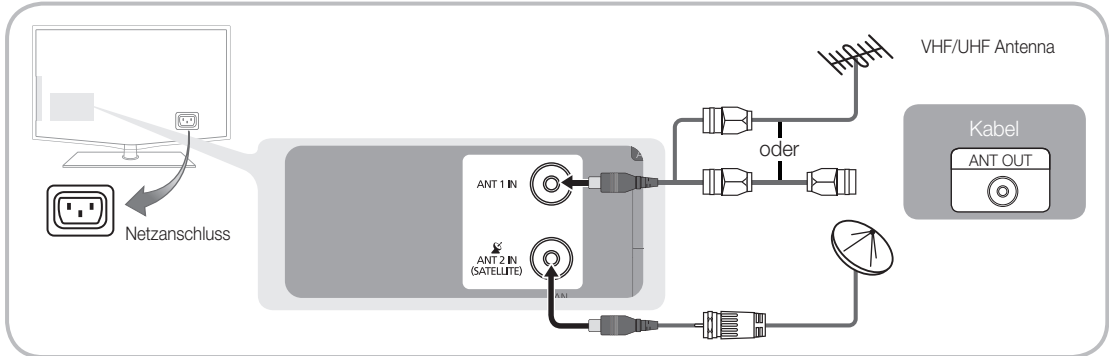 VHF/UHF Antenna
Kabel
ANT OUT
oder
ANT 1 IN
ANT 2 IN
(SATELLITE)
Netzanschluss